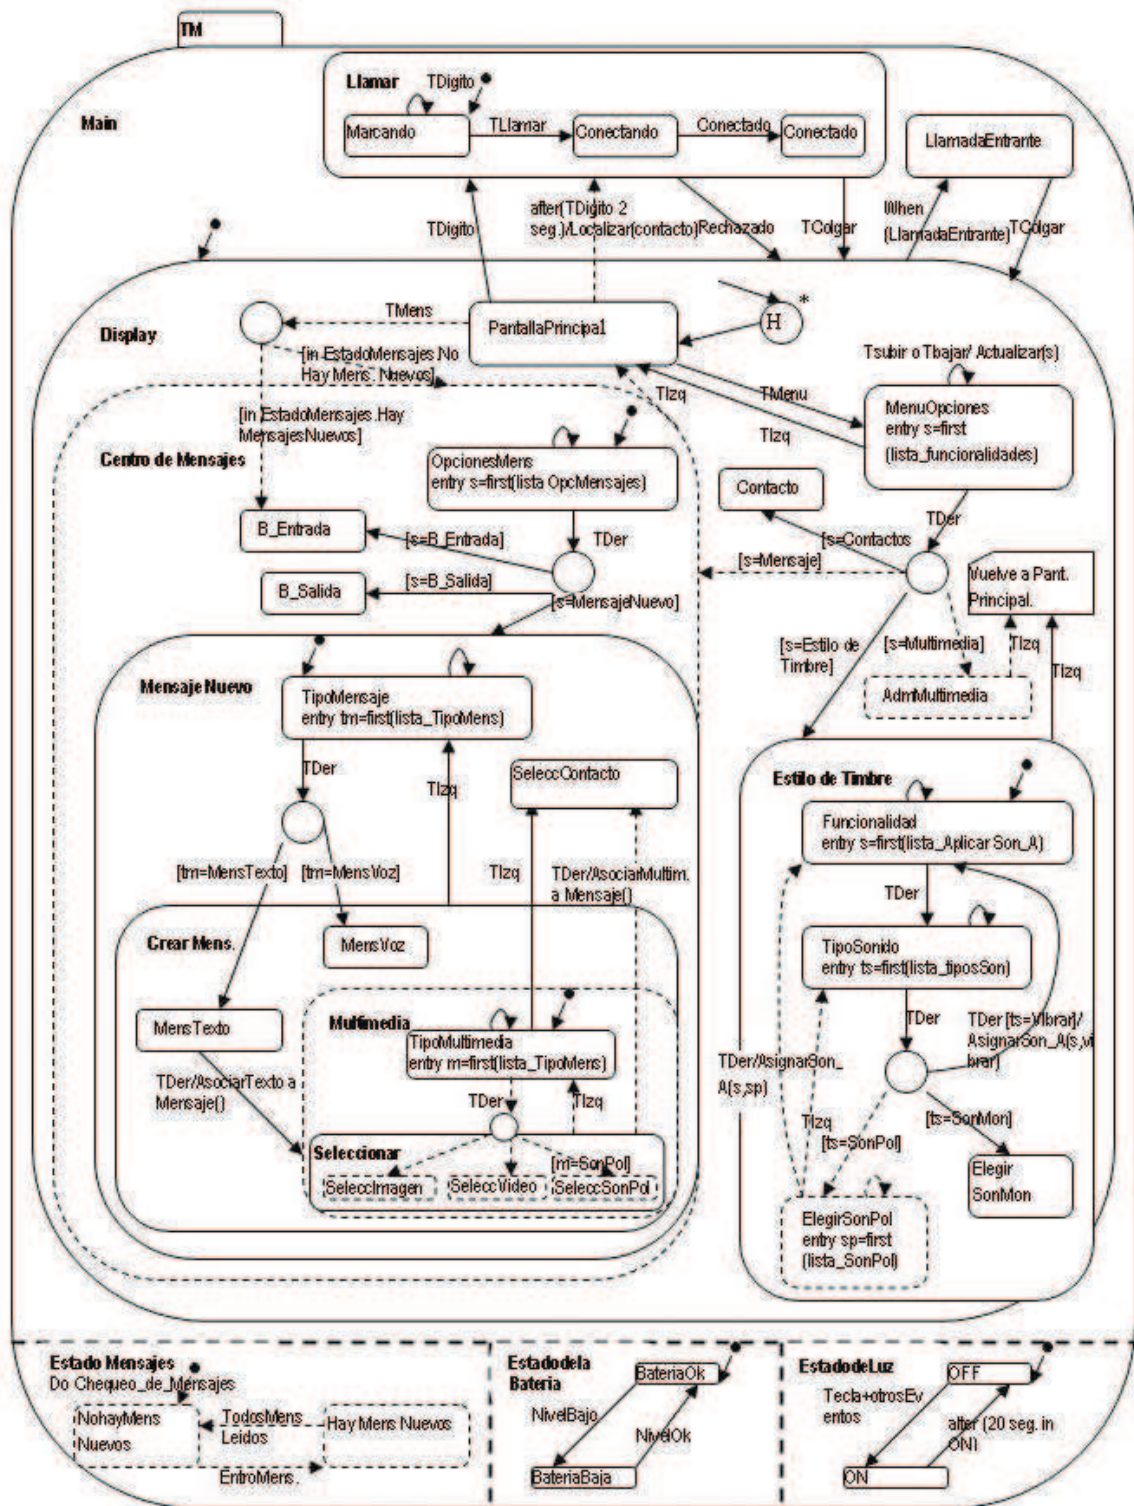 TM
Main
Llamar
TDigito
Marcando
TLlamar
Conectando
Conectado
Conectado
LlamadaEntrante
TDigito
after(TDigito 2
seg.)/Localizar(contacto)
Rechazado
TColgar
When
(LlamadaEntrante)
TColgar
Display
TMens
PantallaPrincipal
H
*
[in EstadoMensajes.No
Hay Mens. Nuevos]
[in EstadoMensajes.Hay
MensajesNuevos]
TIzq
TMenu
TIzq
Tsubir o Tbajar/ Actualizar(s)
MenuOpciones
entry s=first
(lista_funcionalidades)
Centro de Mensajes
OpcionesMens
entry s=first(lista OpcMensajes)
TDer
B_Entrada
[s=B_Entrada]
B_Salida
[s=B_Salida]
[s=MensajeNuevo]
Contacto
[s=Contactos]
TDer
[s=Mensaje]
Vuelve a Pant.
Principal.
[s=Estilo de
Timbre]
[s=Multimedia]
TIzq
TIzq
AdmMultimedia
Mensaje Nuevo
TipoMensaje
entry tm=first(lista_TipoMens)
TDer
TIzq
SeleccContacto
[tm=MensTexto]
[tm=MensVoz]
TIzq
TDer/AsociarMultim.
a Mensaje()
Crear Mens.
MensVoz
MensTexto
TDer/AsociarTexto a
Mensaje()
Multimedia
TipoMultimedia
entry m=first(lista_TipoMens)
TDer
TIzq
Seleccionar
[m=SonPol]
SeleccImagen
SeleccVideo
SeleccSonPol
Estilo de Timbre
Funcionalidad
entry s=first(lista_Aplicar Son_A)
TDer
TipoSonido
entry ts=first(lista_tiposSon)
TDer
TDer [ts=Vibrar]/
AsignarSon_A(s,vi
brar)
TDer/AsignarSon_
A(s,sp)
TIzq
[ts=SonPol]
[ts=SonMon]
Elegir
SonMon
ElegirSonPol
entry sp=first
(lista_SonPol)
Estado Mensajes
Do Chequeo_de_Mensajes
NohayMens
Nuevos
TodosMens
Leidos
Hay Mens Nuevos
EntroMens.
Estadodela
Bateria
BateriaOk
NivelBajo
NivelOk
BateriaBaja
EstadodeLuz
OFF
Tecla+otrosEv
entos
after (20 seg. in
ON)
ON